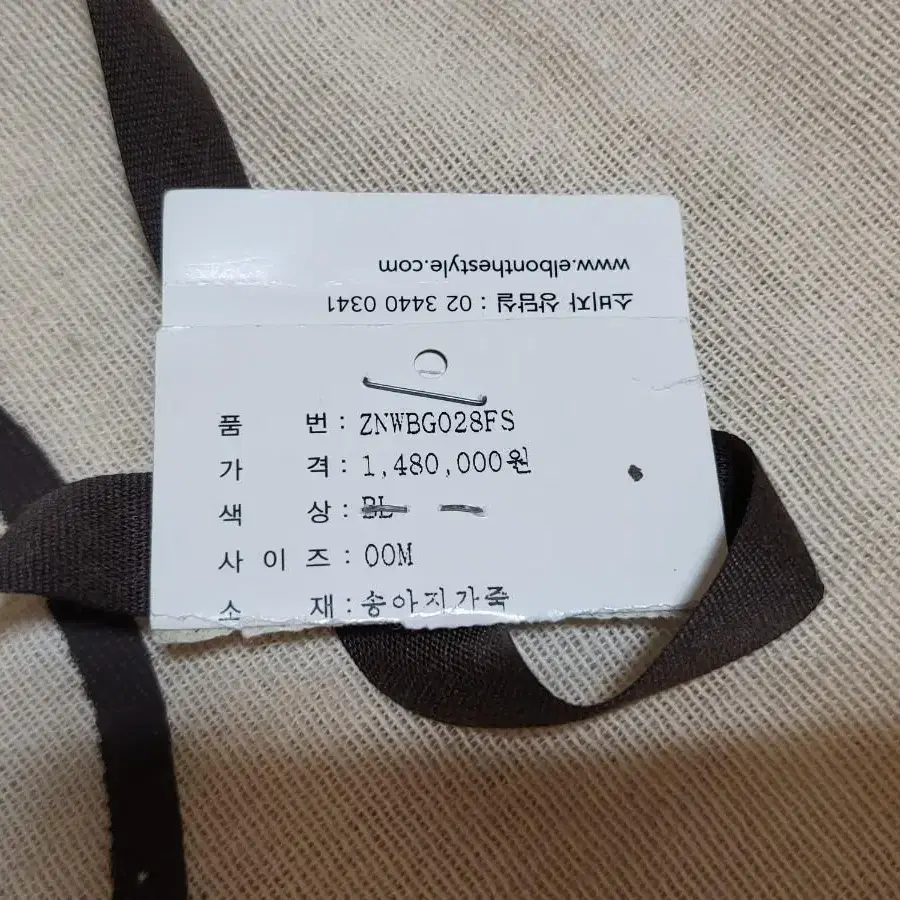 www.elbonthestyle.com
소비자 상담실 : 02 3440 0341
품 번 : ZNWBG028FS
가 격 : 1,480,000원
색 상 : BL
사 이 즈 : 00M
소 재 : 송아지가죽